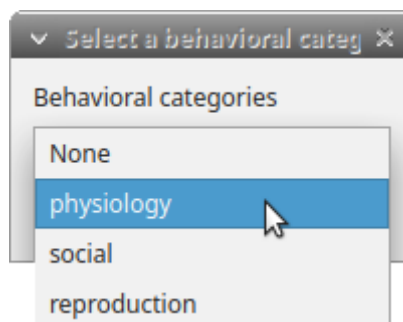 Select a behavioral categ
Behavioral categories
None
physiology
social
reproduction